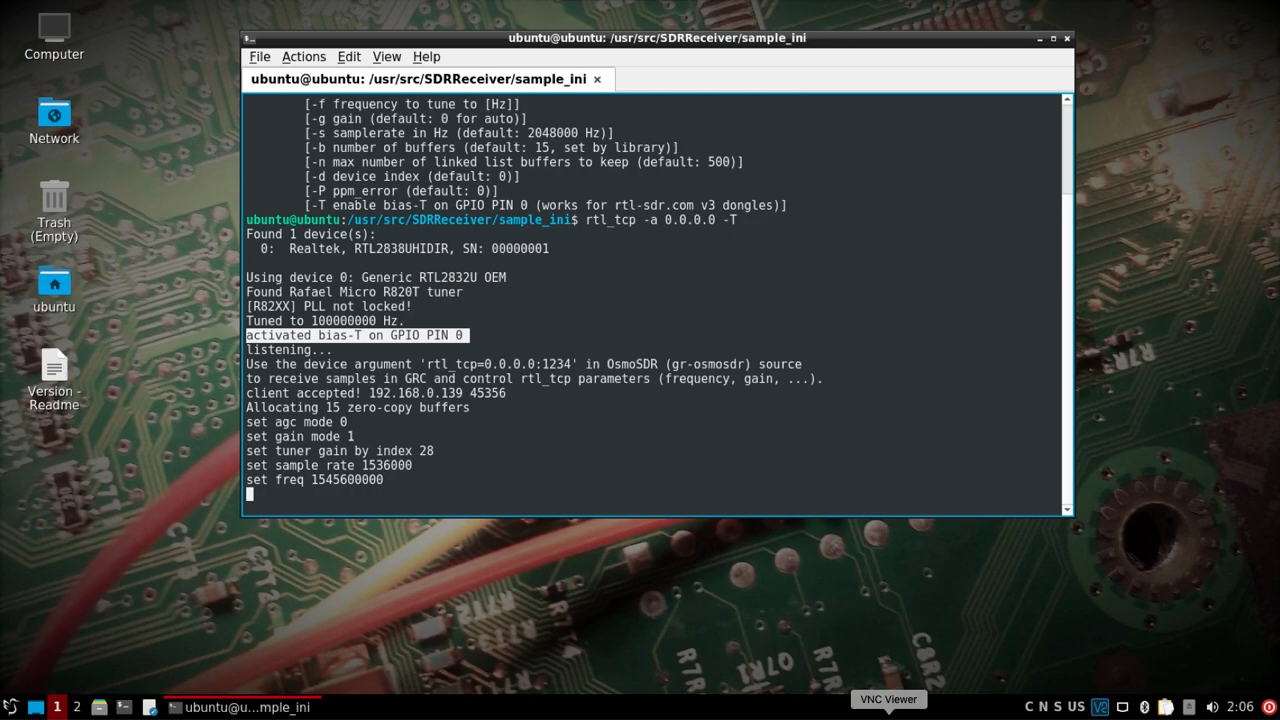 Computer
Network
Trash
(Empty)
ubuntu
Version -
Readme
ubuntu@ubuntu: /usr/src/SDRReceiver/sample_ini
File Actions Edit View Help
ubuntu@ubuntu: /usr/src/SDRReceiver/sample_ini
[-f frequency to tune to [Hz]]
[-g gain (default: 0 for auto)]
[-s samplerate in Hz (default: 2048000 Hz)]
[-b number of buffers (default: 15, set by library)]
[-n max number of linked list buffers to keep (default: 500)]
[-d device index (default: 0)]
[-P ppm_error (default: 0)]
[-T enable bias-T on GPIO PIN 0 (works for rtl-sdr.com v3 dongles)]
ubuntu@ubuntu:/usr/src/SDRReceiver/sample_ini$ rtl_tcp -a 0.0.0.0 -T
Found 1 device(s):
0: Realtek, RTL2838UHIDIR, SN: 00000001
Using device 0: Generic RTL2832U OEM
Found Rafael Micro R820T tuner
[R82XX] PLL not locked!
Tuned to 100000000 Hz.
activated bias-T on GPIO PIN 0
listening...
Use the device argument 'rtl_tcp=0.0.0.0:1234' in OsmoSDR (gr-osmosdr) source
to receive samples in GRC and control rtl_tcp parameters (frequency, gain, ...).
client accepted! 192.168.0.139 45356
Allocating 15 zero-copy buffers
set agc mode 0
set gain mode 1
set tuner gain by index 28
set sample rate 1536000
set freq 1545600000
VNC Viewer
1 2 ubuntu@u...mple_ini
C N S US 2:06